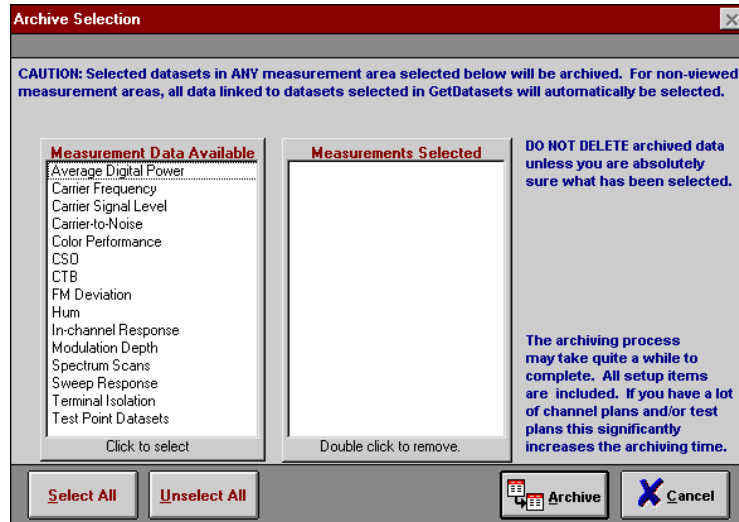 Archive Selection
CAUTION: Selected datasets in ANY measurement area selected below will be archived. For non-viewed
measurement areas, all data linked to datasets selected in GetDatasets will automatically be selected.
Measurement Data Available
Average Digital Power
Carrier Frequency
Carrier Signal Level
Carrier-to-Noise
Color Performance
CSO
CTB
FM Deviation
Hum
In-channel Response
Modulation Depth
Spectrum Scans
Sweep Response
Terminal Isolation
Test Point Datasets
Click to select
Measurements Selected
Double click to remove.
DO NOT DELETE archived data
unless you are absolutely
sure what has been selected.
The archiving process
may take quite a while to
complete. All setup items
are included. If you have a lot
of channel plans and/or test
plans this significantly
increases the archiving time.
Select All
Unselect All
Archive
Cancel